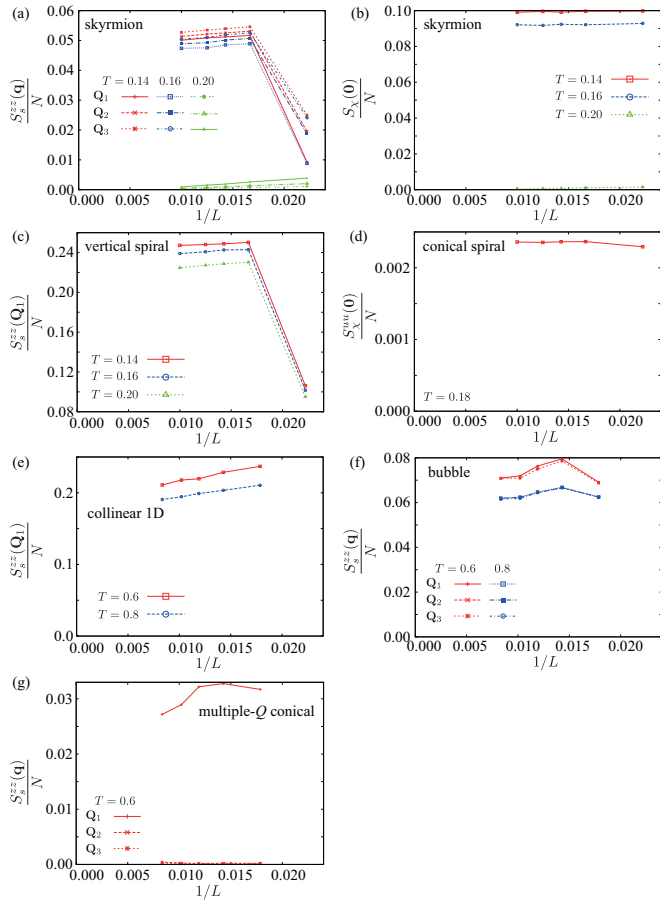 (a)
skyrmion
T = 0.14 0.16 0.20
Q₁
Q₂
Q₃
S_s^{zz}(q)/N
0.06
0.05
0.04
0.03
0.02
0.01
0.00
0.000 0.005 0.010 0.015 0.020
1/L
(b)
skyrmion
T = 0.14
T = 0.16
T = 0.20
S_χ(0)/N
0.10
0.08
0.06
0.04
0.02
0.00
0.000 0.005 0.010 0.015 0.020
1/L
(c)
vertical spiral
T = 0.14
T = 0.16
T = 0.20
S_s^{zz}(Q₁)/N
0.24
0.20
0.16
0.12
0.08
0.000 0.005 0.010 0.015 0.020
1/L
(d)
conical spiral
T = 0.18
S_χ^{uu}(0)/N
0.002
0.001
0.000
0.000 0.005 0.010 0.015 0.020
1/L
(e)
collinear 1D
T = 0.6
T = 0.8
S_s^{zz}(Q₁)/N
0.2
0.1
0.0
0.000 0.005 0.010 0.015 0.020
1/L
(f)
bubble
T = 0.6 0.8
Q₁
Q₂
Q₃
S_s^{zz}(q)/N
0.10
0.08
0.06
0.04
0.02
0.00
0.000 0.005 0.010 0.015 0.020
1/L
(g)
multiple-Q conical
T = 0.6
Q₁
Q₂
Q₃
S_s^{zz}(q)/N
0.03
0.02
0.01
0.00
0.000 0.005 0.010 0.015 0.020
1/L